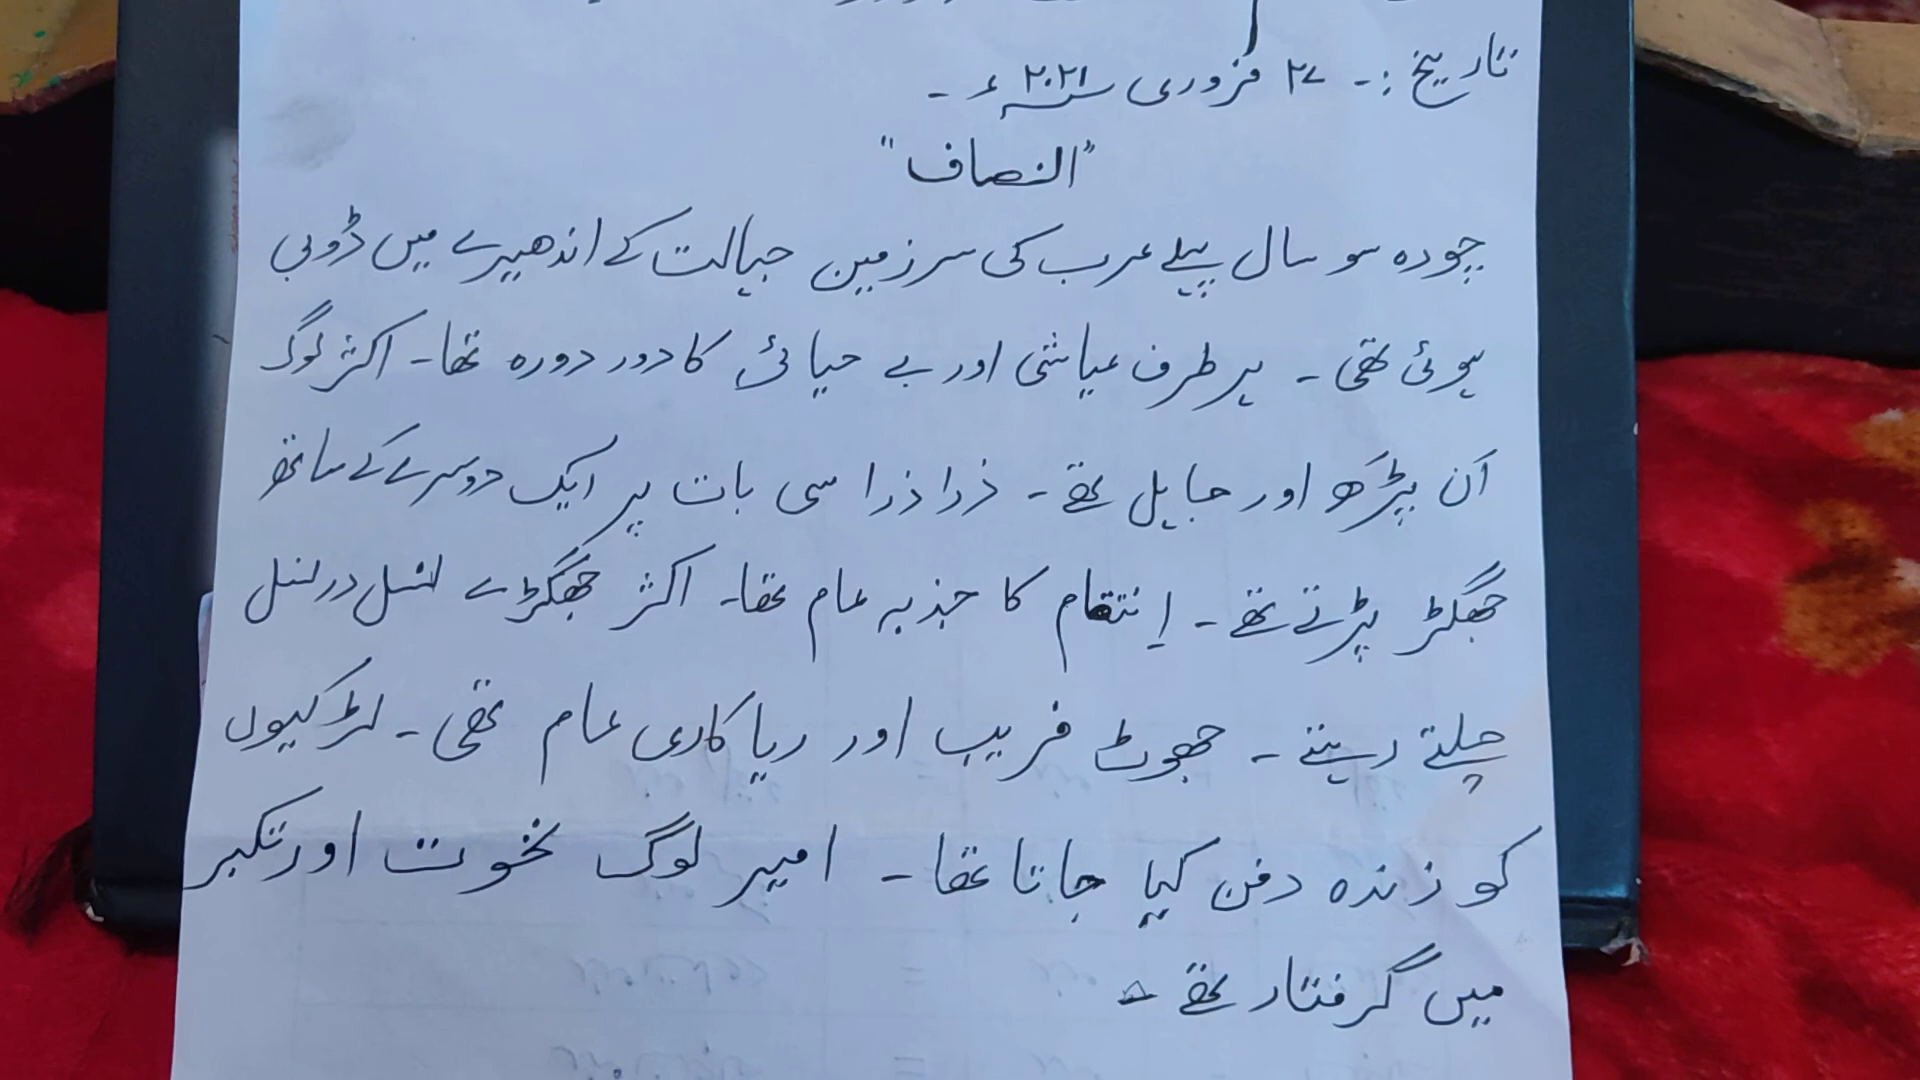 تاریخ :۔ ۲۷ فروری ۲۰۲۱ء ۔
"انصاف"
چودہ سو سال پہلے عرب کی سرزمین جہالت کے اندھیرے میں ڈوبی
ہوئی تھی ۔ ہر طرف عیاشی اور بے حیائی کا دور دورہ تھا ۔ اکثر لوگ
اَن پڑھ اور جاہل تھے ۔ ذرا ذرا سی بات پر ایک دوسرے کے ساتھ
جھگڑ پڑتے تھے ۔ اِنتقام کا جذبہ عام تھا ۔ اکثر جھگڑے نسل در نسل
چلتے رہتے ۔ جھوٹ فریب اور ریاکاری عام تھی ۔ لڑکیوں
کو زندہ دفن کیا جاتا تھا ۔ امیر لوگ نخوت اور تکبر
میں گرفتار تھے ۔